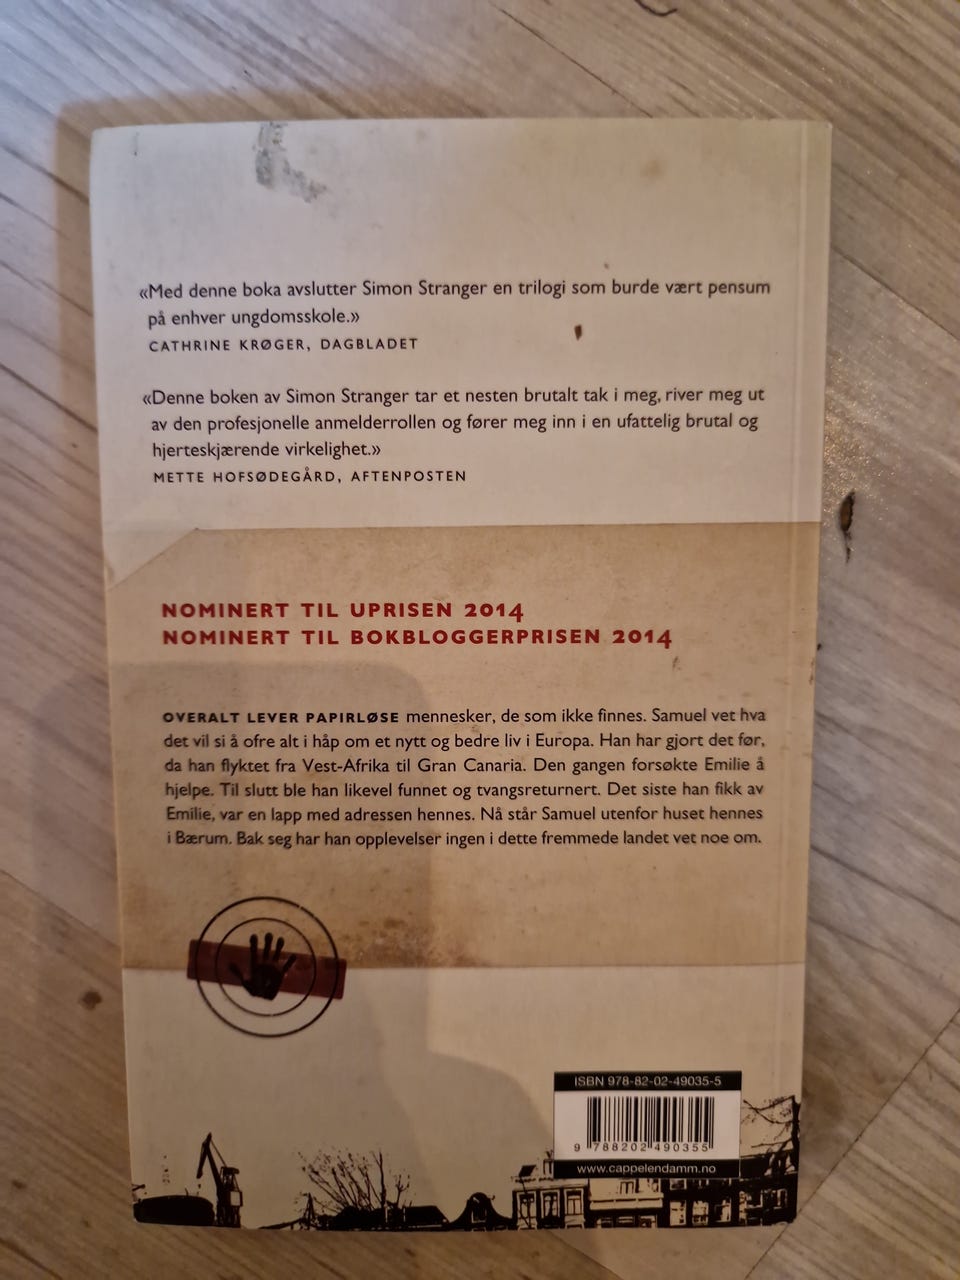 «Med denne boka avslutter Simon Stranger en trilogi som burde vært pensum
på enhver ungdomsskole.»
CATHRINE KRØGER, DAGBLADET
«Denne boken av Simon Stranger tar et nesten brutalt tak i meg, river meg ut
av den profesjonelle anmelderrollen og fører meg inn i en ufattelig brutal og
hjerteskjærende virkelighet.»
METTE HOFSØDEGÅRD, AFTENPOSTEN
NOMINERT TIL UPRISEN 2014
NOMINERT TIL BOKBLOGGERPRISEN 2014
OVERALT LEVER PAPIRLØSE mennesker, de som ikke finnes. Samuel vet hva
det vil si å ofre alt i håp om et nytt og bedre liv i Europa. Han har gjort det før,
da han flyktet fra Vest-Afrika til Gran Canaria. Den gangen forsøkte Emilie å
hjelpe. Til slutt ble han likevel funnet og tvangsreturnert. Det siste han fikk av
Emilie, var en lapp med adressen hennes. Nå står Samuel utenfor huset hennes
i Bærum. Bak seg har han opplevelser ingen i dette fremmede landet vet noe om.
ISBN 978-82-02-49035-5
9 788202 490355
www.cappelendamm.no